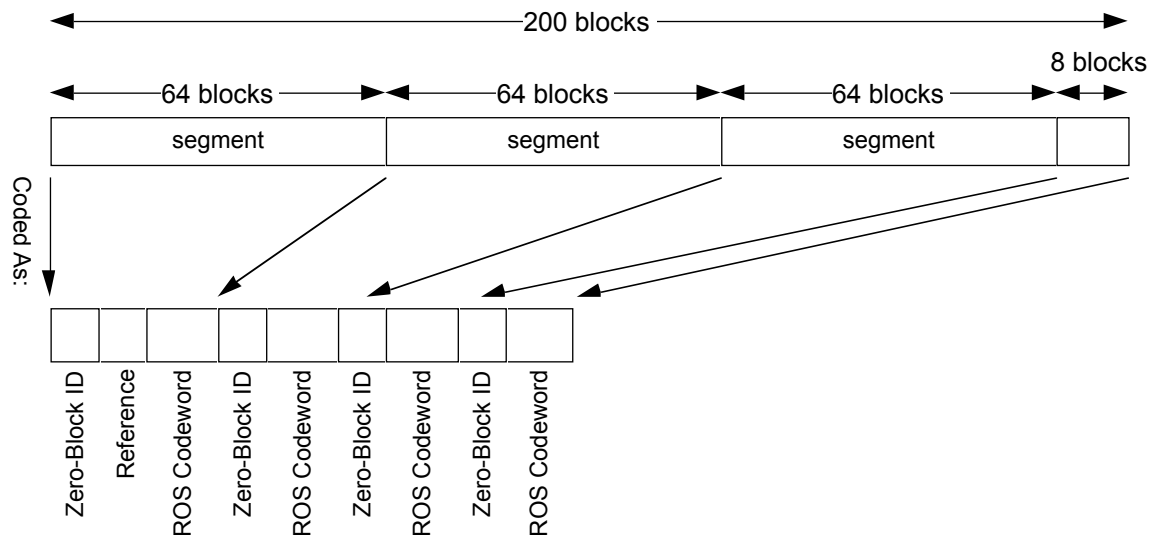 200 blocks
8 blocks
64 blocks
64 blocks
64 blocks
segment
segment
segment
Coded As:
Zero-Block ID
Reference
ROS Codeword
Zero-Block ID
ROS Codeword
Zero-Block ID
ROS Codeword
Zero-Block ID
ROS Codeword